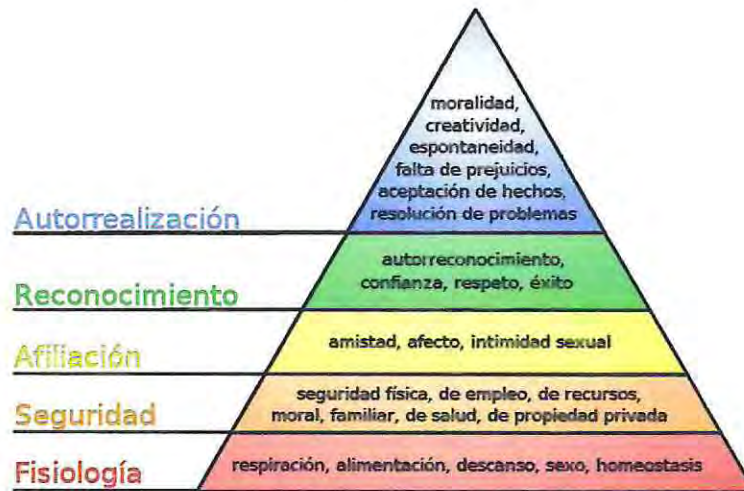 moralidad,
creatividad,
espontaneidad,
falta de prejuicios,
aceptación de hechos,
resolución de problemas
Autorrealización
autorreconocimiento,
confianza, respeto, éxito
Reconocimiento
amistad, afecto, intimidad sexual
Afiliación
seguridad física, de empleo, de recursos,
moral, familiar, de salud, de propiedad privada
Seguridad
respiración, alimentación, descanso, sexo, homeostasis
Fisiología